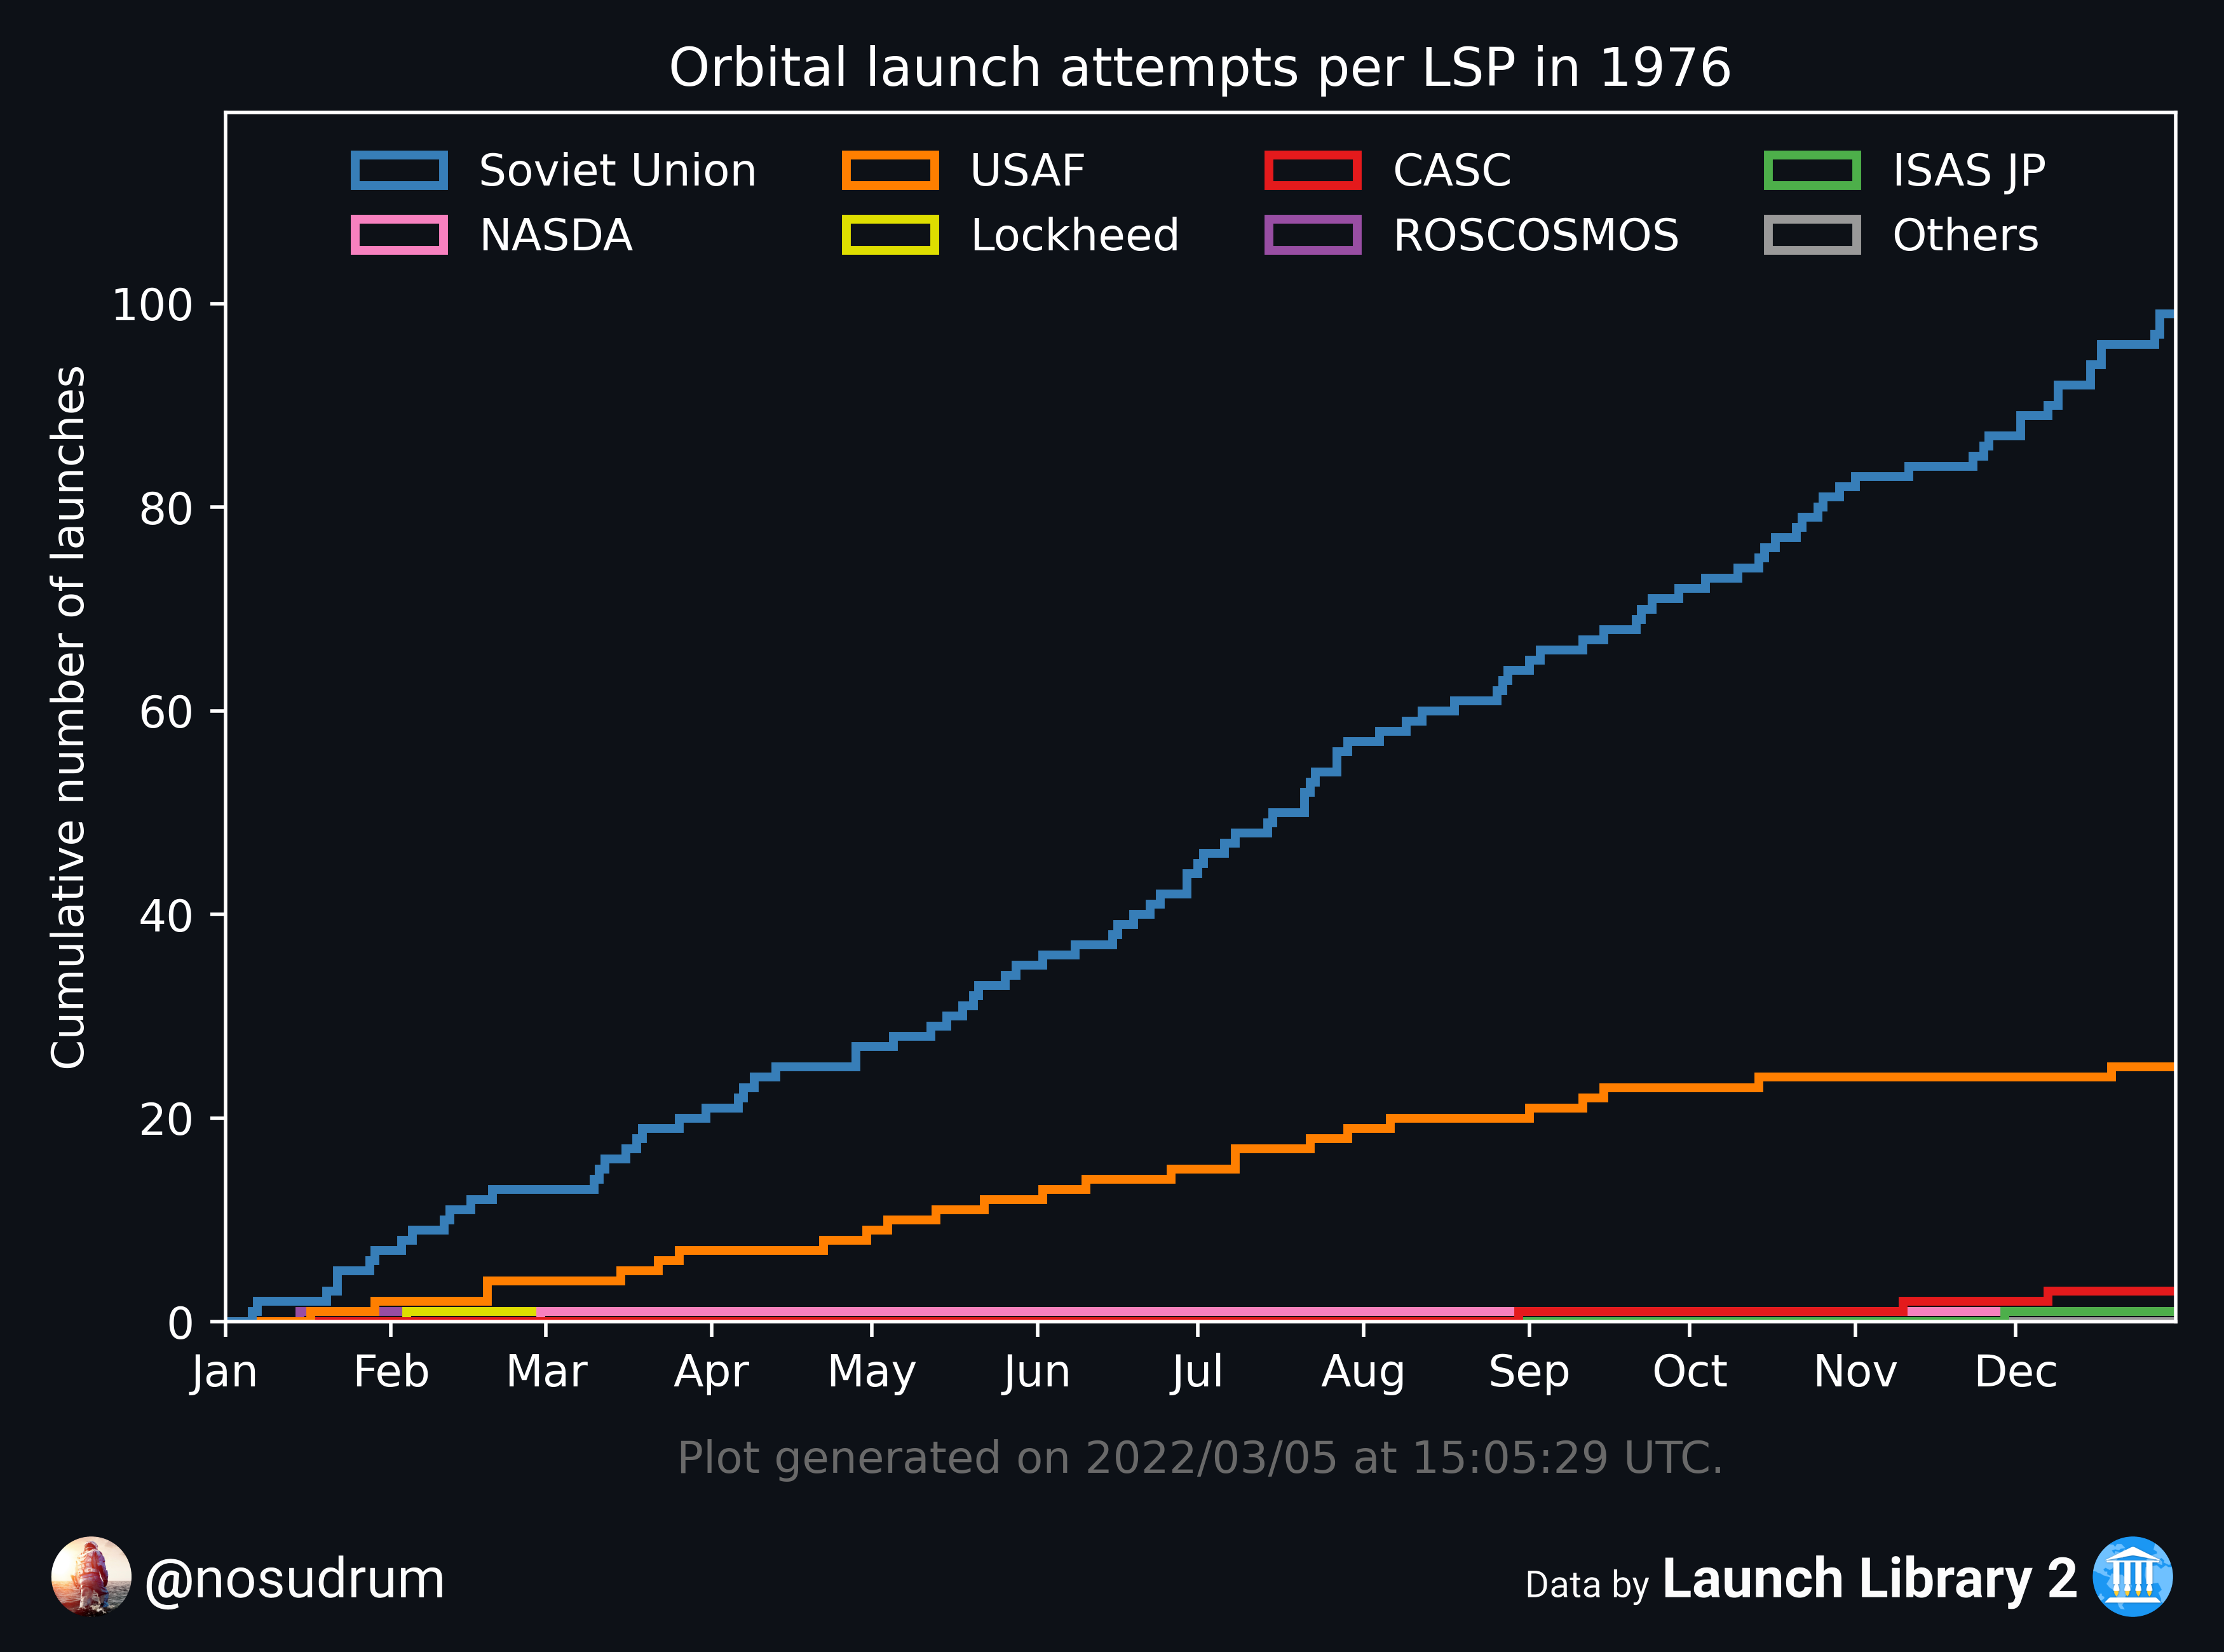 Orbital launch attempts per LSP in 1976
Soviet Union USAF CASC ISAS JP
NASDA Lockheed ROSCOSMOS Others
Cumulative number of launches
100
80
60
40
20
0
Jan Feb Mar Apr May Jun Jul Aug Sep Oct Nov Dec
Plot generated on 2022/03/05 at 15:05:29 UTC.
@nosudrum
Data by Launch Library 2